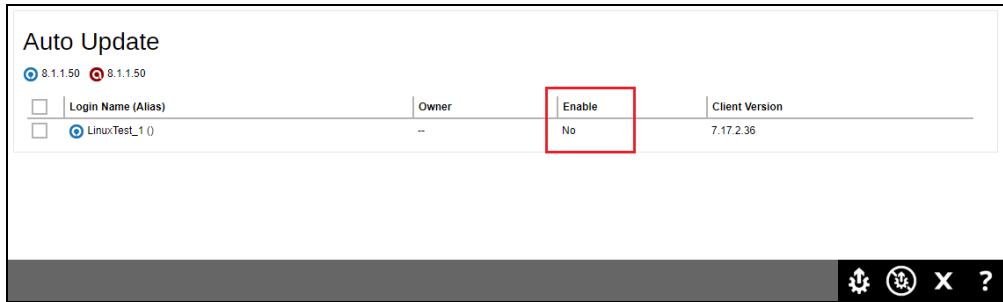 Auto Update
8.1.1.50 8.1.1.50
Login Name (Alias) Owner Enable Client Version
LinuxTest_1 () -- No 7.17.2.36
X ?